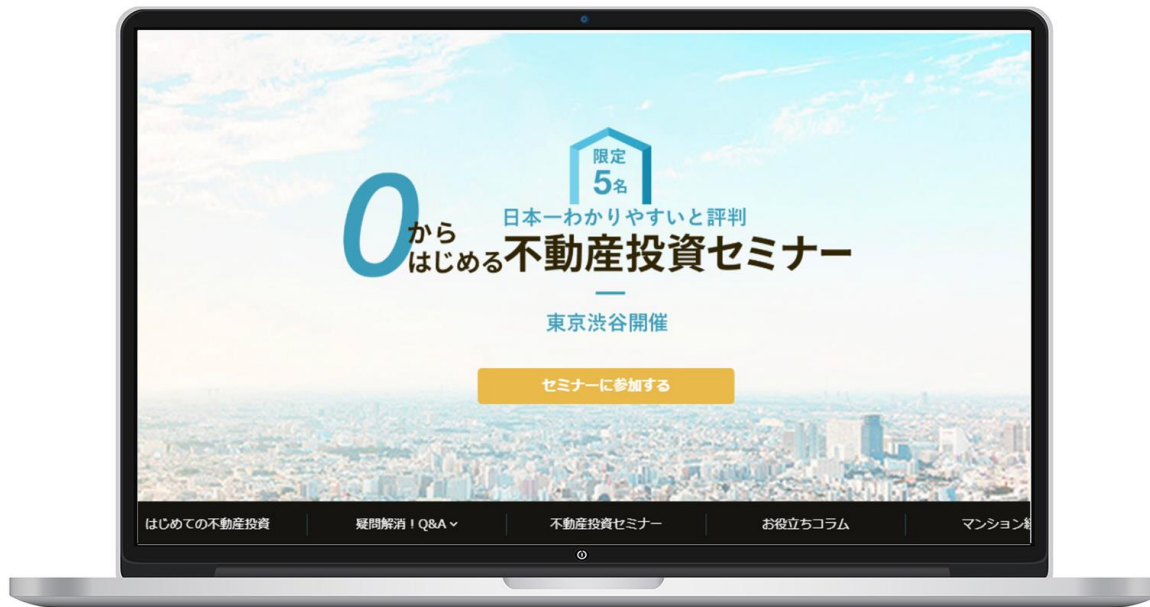 限定
5名
日本一わかりやすいと評判
0から
はじめる不動産投資セミナー
東京渋谷開催
セミナーに参加する
はじめての不動産投資 疑問解消!Q&A 不動産投資セミナー お役立ちコラム マンション